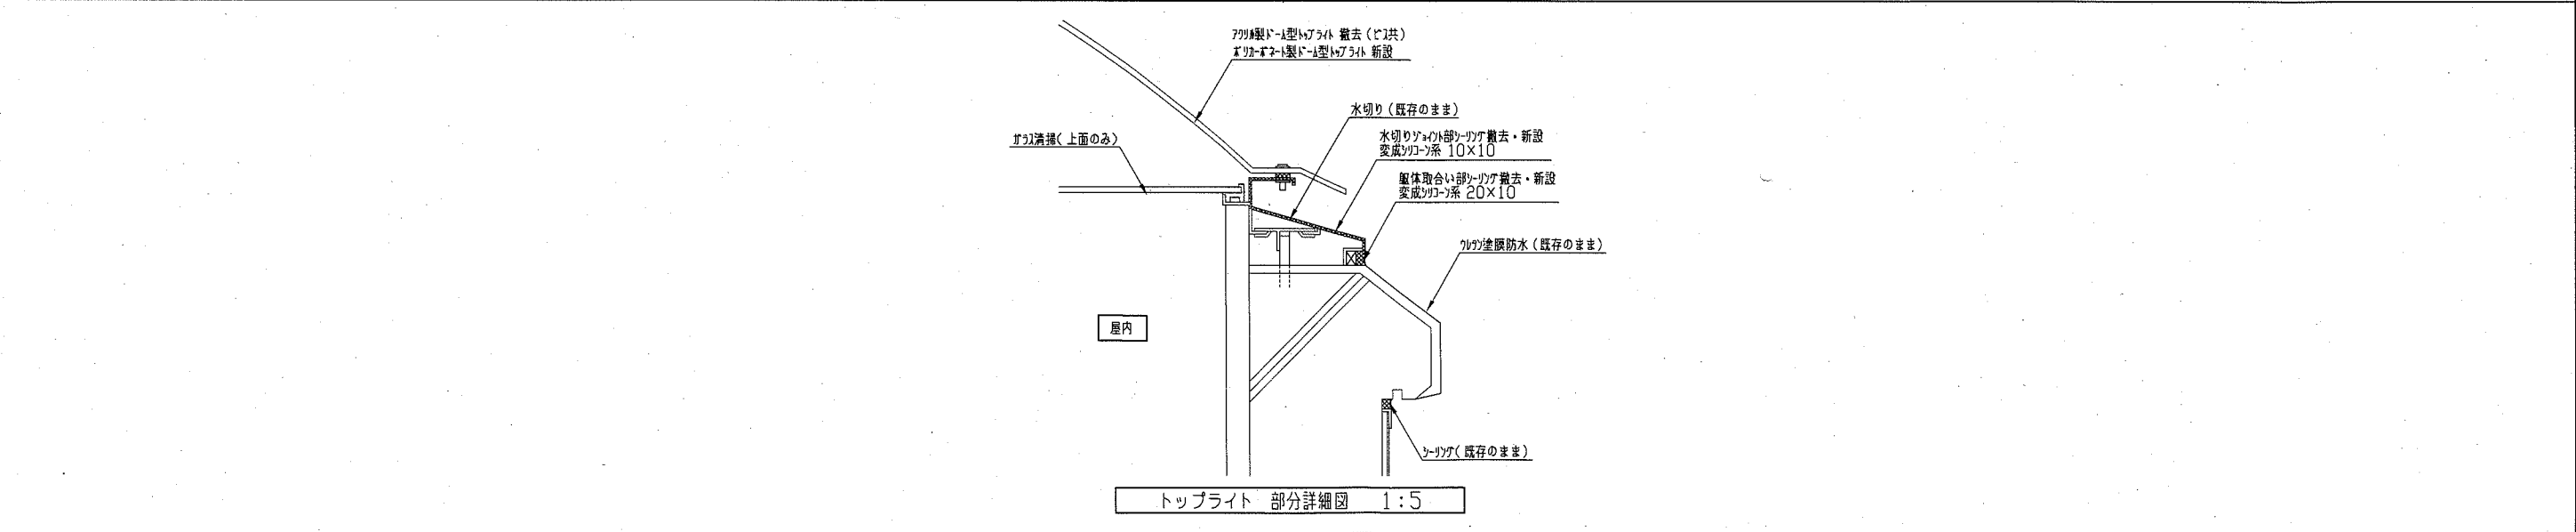 アクリル製ドーム型トップライト 撤去(ビス共)
ポリカーボネート製ドーム型トップライト 新設
水切り(既存のまま)
ガラス清掃(上面のみ)
水切りジョイント部シーリング撤去・新設
変成シリコーン系 10×10
躯体取合い部シーリング撤去・新設
変成シリコーン系 20×10
ウレタン塗膜防水(既存のまま)
屋内
シーリング(既存のまま)
トップライト 部分詳細図 1:5